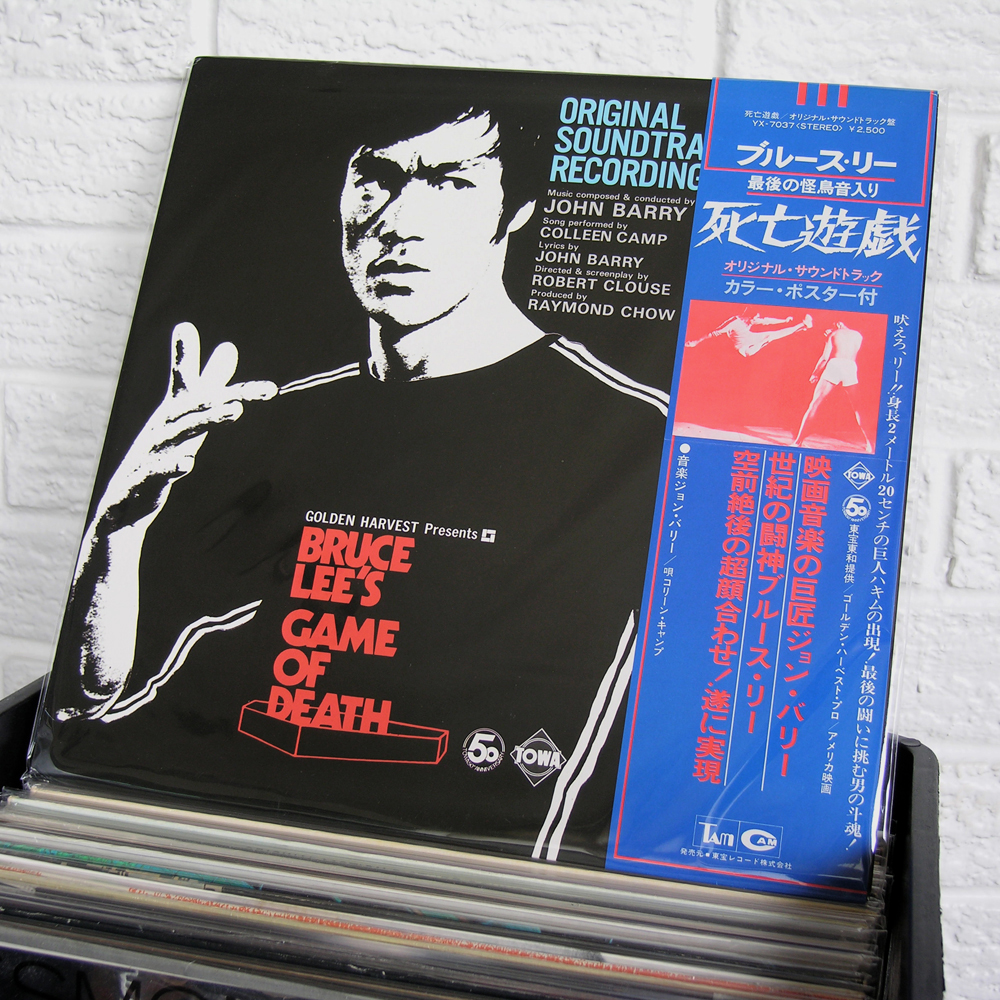 ORIGINAL
SOUNDTRA
RECORDING
Music composed & conducted by
JOHN BARRY
Song performed by
COLLEEN CAMP
Lyrics by
JOHN BARRY
Directed & screenplay by
ROBERT CLOUSE
Produced by
RAYMOND CHOW
GOLDEN HARVEST Presents
BRUCE
LEE'S
GAME
OF
DEATH
50
TOWA
死亡遊戯/オリジナル・サウンドトラック盤
YX-7037<STEREO> ¥2,500
ブルース・リー
最後の怪鳥音入り
死亡遊戯
オリジナル・サウンドトラック
カラー・ポスター付
吠えろ、リー!!身長2メートル20センチの巨人ハキムの出現!最後の闘いに挑む男の斗魂!
TOWA
50
東宝東和提供/ゴールデン・ハーベスト・プロ/アメリカ映画
映画音楽の巨匠ジョン・バリー
世紀の闘神ブルース・リー
空前絶後の超顔合わせ!遂に実現
●音楽ジョン・バリー/唄コリーン・キャンプ
TAM
CAM
発売元●東宝レコード株式会社